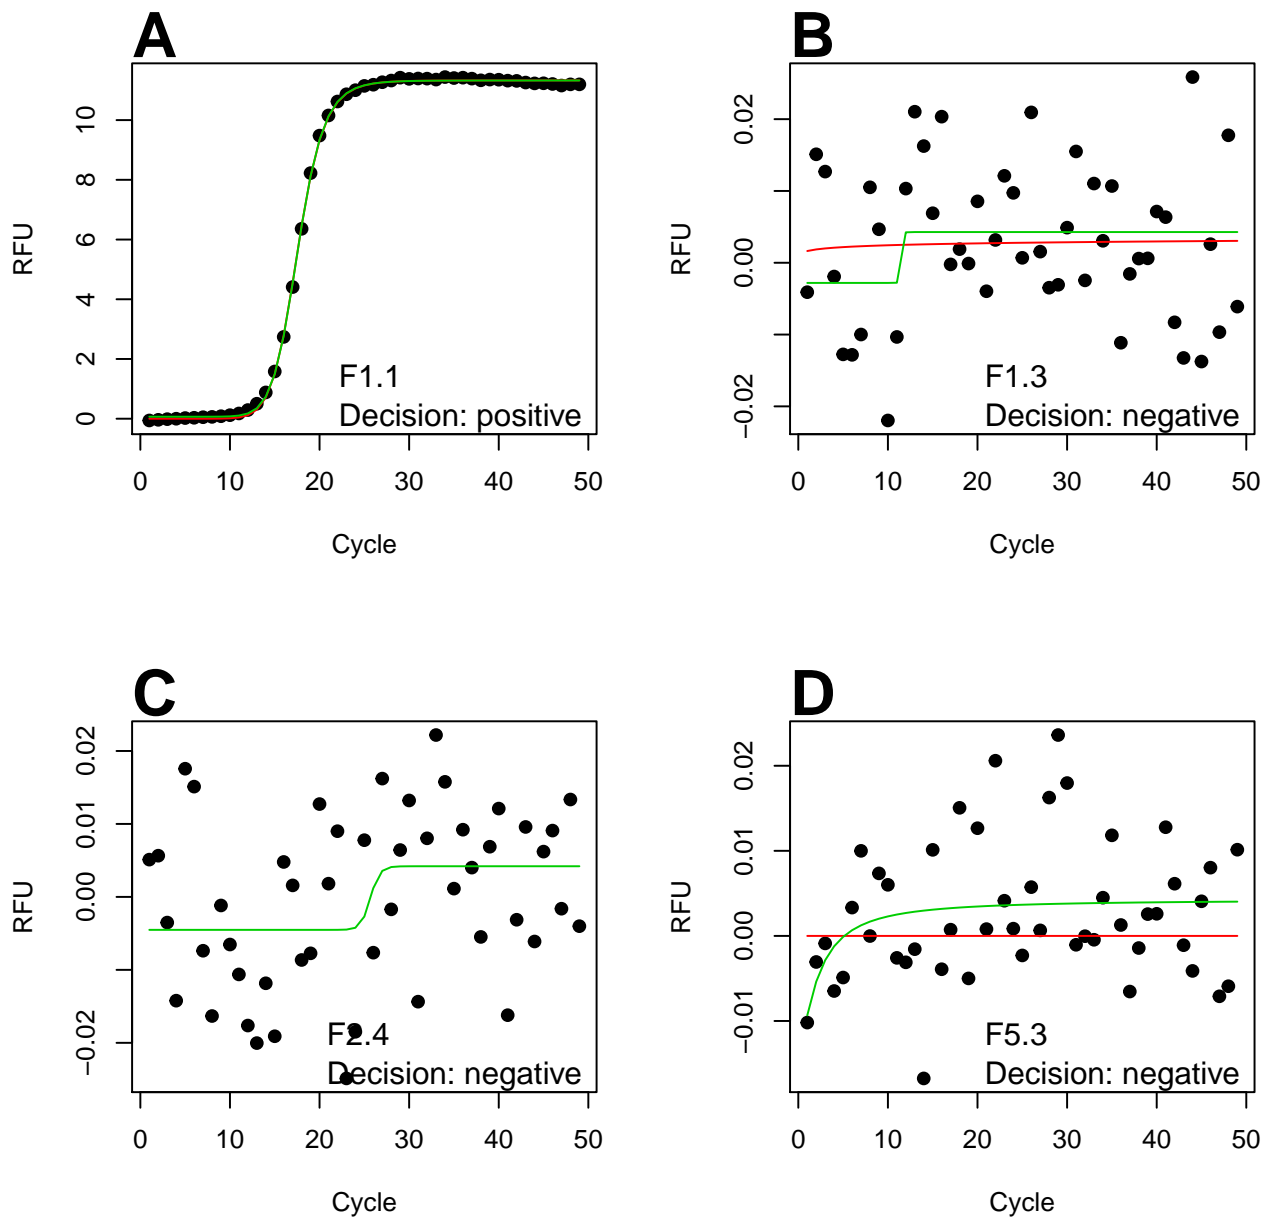 A
RFU
10
8
6
4
2
0
F1.1
Decision: positive
0 10 20 30 40 50
Cycle
B
RFU
0.02
0.00
−0.02
F1.3
Decision: negative
0 10 20 30 40 50
Cycle
C
RFU
0.02
0.01
0.00
−0.02
F2.4
Decision: negative
0 10 20 30 40 50
Cycle
D
RFU
0.02
0.01
0.00
−0.01
F5.3
Decision: negative
0 10 20 30 40 50
Cycle